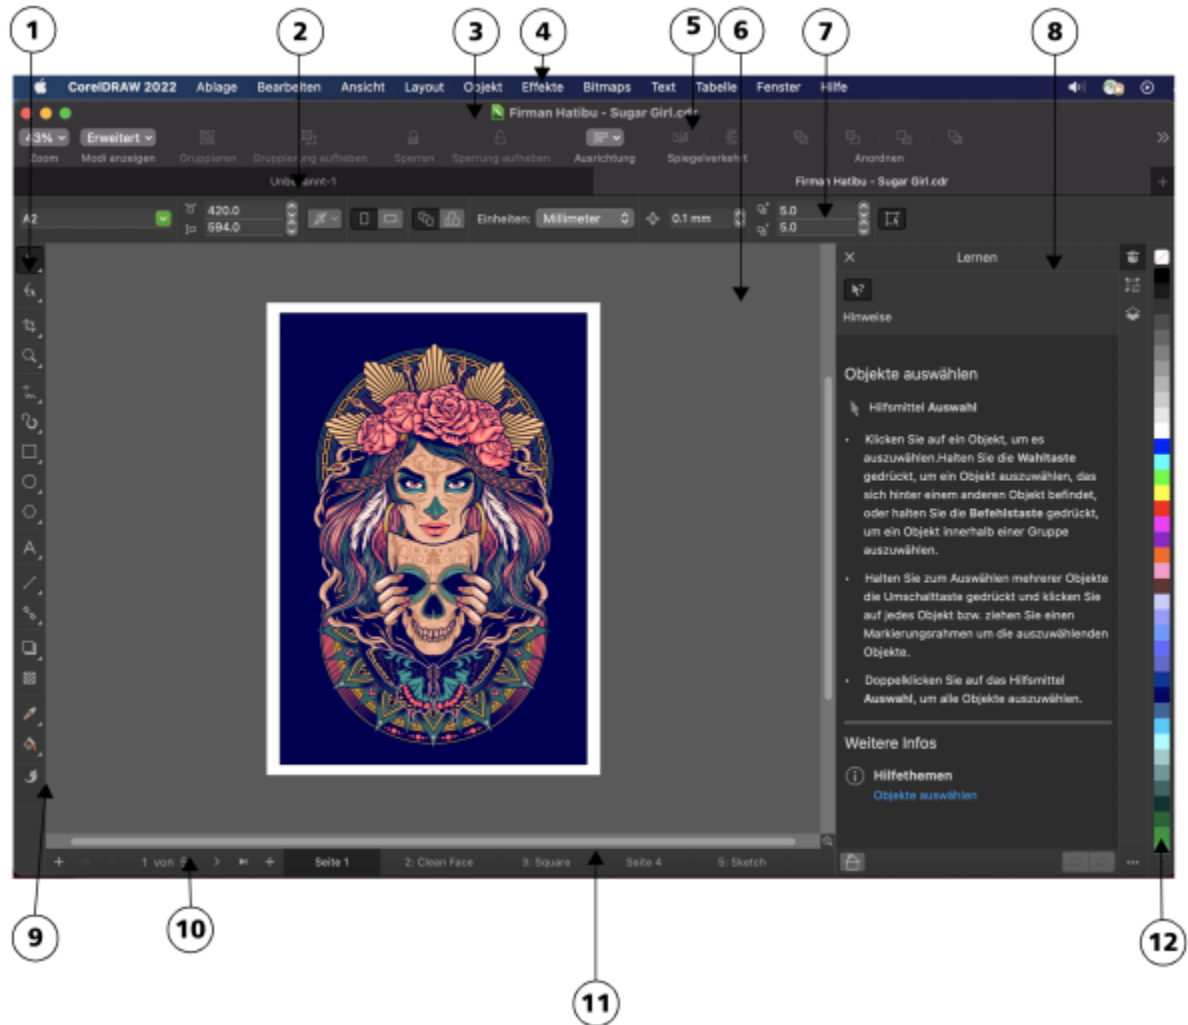 1
2
3
4
5
6
7
8
CorelDRAW 2022 Ablage Bearbeiten Ansicht Layout Objekt Effekte Bitmaps Text Tabelle Fenster Hilfe
Firman Hatibu - Sugar Girl.cdr
43% Erweitert
Zoom Modi anzeigen Gruppieren Gruppierung aufheben Sperren Sperrung aufheben Ausrichtung Spiegelverkehrt Anordnen
Unbenannt-1 Firman Hatibu - Sugar Girl.cdr
A2 420.0 594.0 Einheiten: Millimeter 0.1 mm 5.0 5.0
Lernen
Hinweise
Objekte auswählen
Hilfsmittel Auswahl
• Klicken Sie auf ein Objekt, um es
auszuwählen.Halten Sie die Wahltaste
gedrückt, um ein Objekt auszuwählen, das
sich hinter einem anderen Objekt befindet,
oder halten Sie die Befehlstaste gedrückt,
um ein Objekt innerhalb einer Gruppe
auszuwählen.
• Halten Sie zum Auswählen mehrerer Objekte
die Umschalttaste gedrückt und klicken Sie
auf jedes Objekt bzw. ziehen Sie einen
Markierungsrahmen um die auszuwählenden
Objekte.
• Doppelklicken Sie auf das Hilfsmittel
Auswahl, um alle Objekte auszuwählen.
Weitere Infos
Hilfethemen
Objekte auswählen
1 von 5 Seite 1 2: Clean Face 3: Square Seite 4 5: Sketch
9
10
11
12